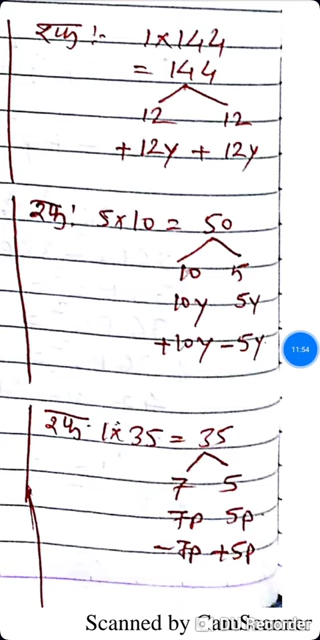 रफ :- 1 × 144
= 144
12 12
+ 12y + 12y
रफ : 5 × 10 = 50
10 5
10y 5y
+10y - 5y
11:54
रफ - 1 × 35 = 35
7 5
7p 5p
- 7p + 5p
Scanned by CamScanner